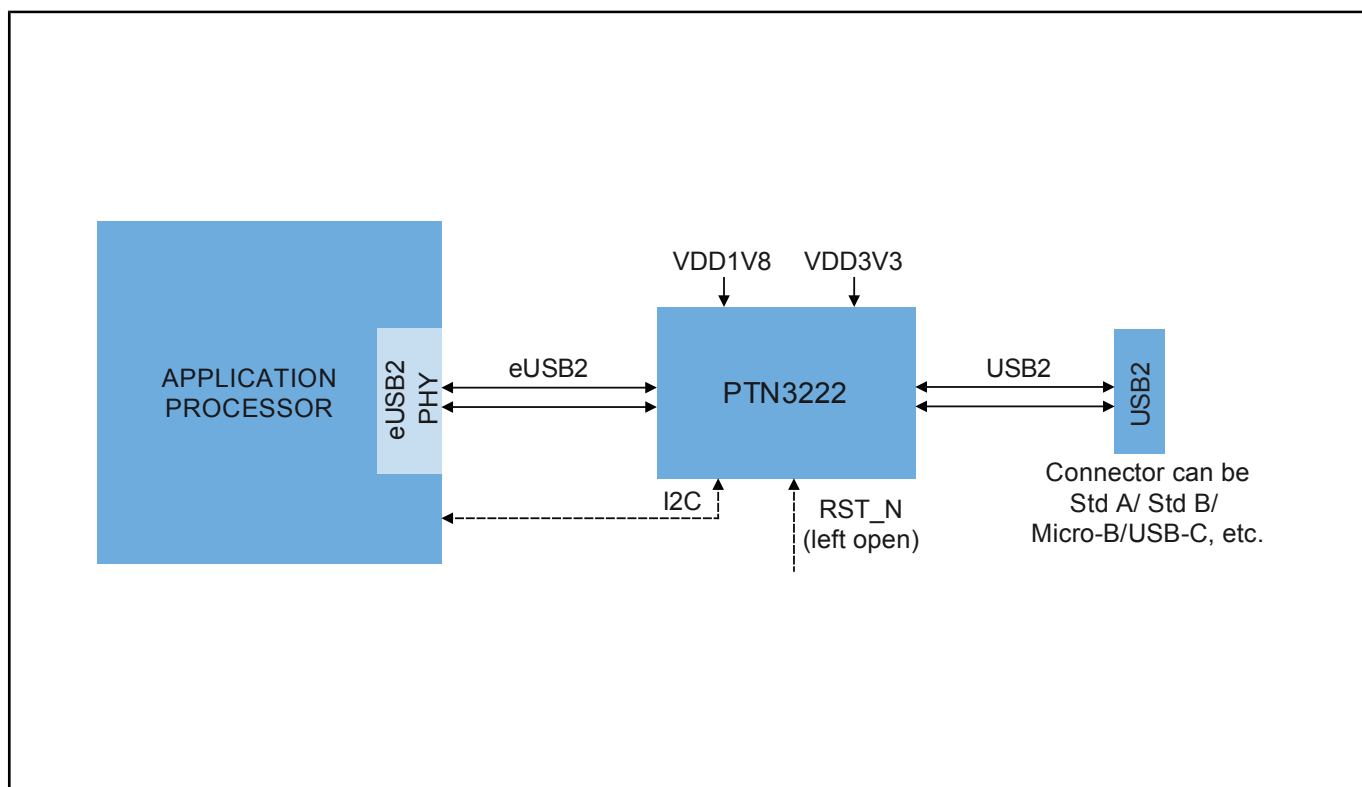 VDD1V8
VDD3V3
APPLICATION
PROCESSOR
eUSB2
PHY
eUSB2
PTN3222
USB2
USB2
I2C
RST_N
(left open)
Connector can be
Std A/ Std B/
Micro-B/USB-C, etc.